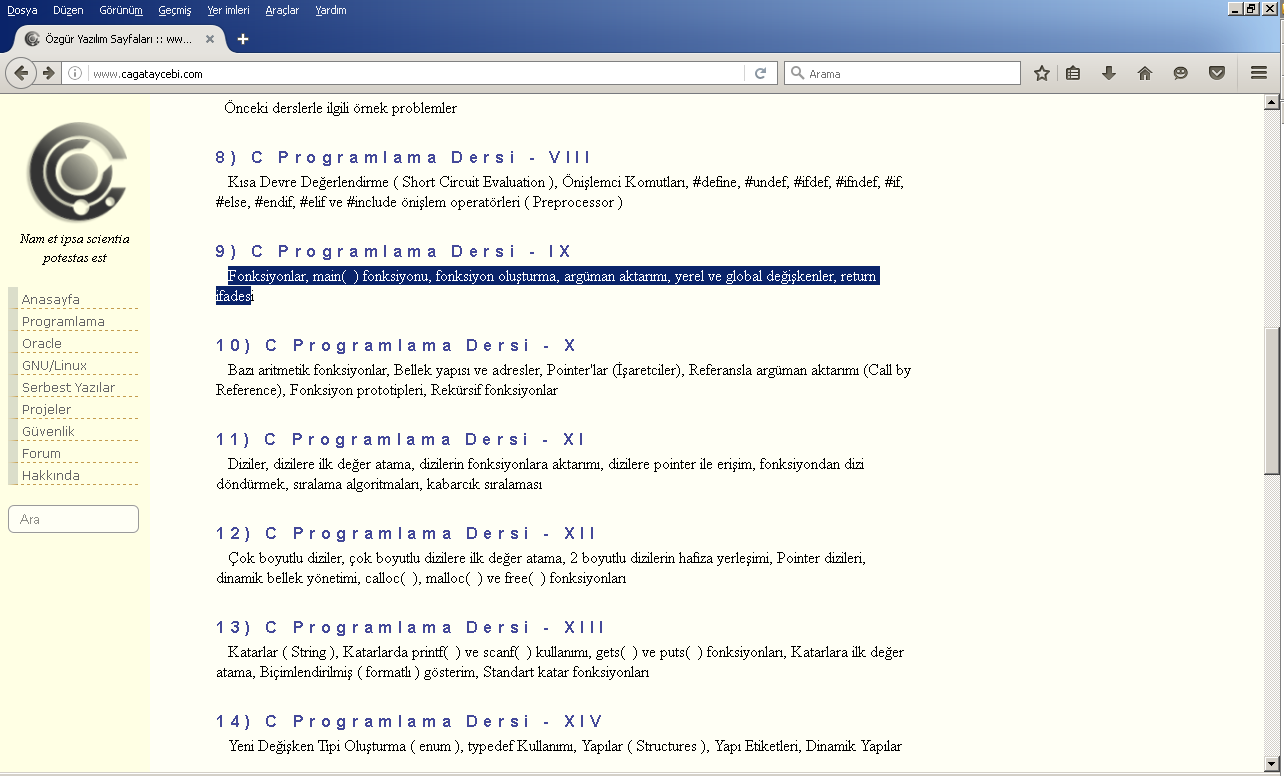 Dosya Düzen Görünüm Geçmiş Yer imleri Araçlar Yardım
Özgür Yazılım Sayfaları :: ww...
www.cagataycebi.com
Arama
Önceki derslerle ilgili örnek problemler
Nam et ipsa scientia
potestas est
Anasayfa
Programlama
Oracle
GNU/Linux
Serbest Yazılar
Projeler
Güvenlik
Forum
Hakkında
Ara
8) C Programlama Dersi - VIII
Kısa Devre Değerlendirme ( Short Circuit Evaluation ), Önişlemci Komutları, #define, #undef, #ifdef, #ifndef, #if,
#else, #endif, #elif ve #include önişlem operatörleri ( Preprocessor )
9) C Programlama Dersi - IX
Fonksiyonlar, main( ) fonksiyonu, fonksiyon oluşturma, argüman aktarımı, yerel ve global değişkenler, return
ifadesi
10) C Programlama Dersi - X
Bazı aritmetik fonksiyonlar, Bellek yapısı ve adresler, Pointer'lar (İşaretciler), Referansla argüman aktarımı (Call by
Reference), Fonksiyon prototipleri, Rekürsif fonksiyonlar
11) C Programlama Dersi - XI
Diziler, dizilere ilk değer atama, dizilerin fonksiyonlara aktarımı, dizilere pointer ile erişim, fonksiyondan dizi
döndürmek, sıralama algoritmaları, kabarcık sıralaması
12) C Programlama Dersi - XII
Çok boyutlu diziler, çok boyutlu dizilere ilk değer atama, 2 boyutlu dizilerin hafıza yerleşimi, Pointer dizileri,
dinamik bellek yönetimi, calloc( ), malloc( ) ve free( ) fonksiyonları
13) C Programlama Dersi - XIII
Katarlar ( String ), Katarlarda printf( ) ve scanf( ) kullanımı, gets( ) ve puts( ) fonksiyonları, Katarlara ilk değer
atama, Biçimlendirilmiş ( formatlı ) gösterim, Standart katar fonksiyonları
14) C Programlama Dersi - XIV
Yeni Değişken Tipi Oluşturma ( enum ), typedef Kullanımı, Yapılar ( Structures ), Yapı Etiketleri, Dinamik Yapılar